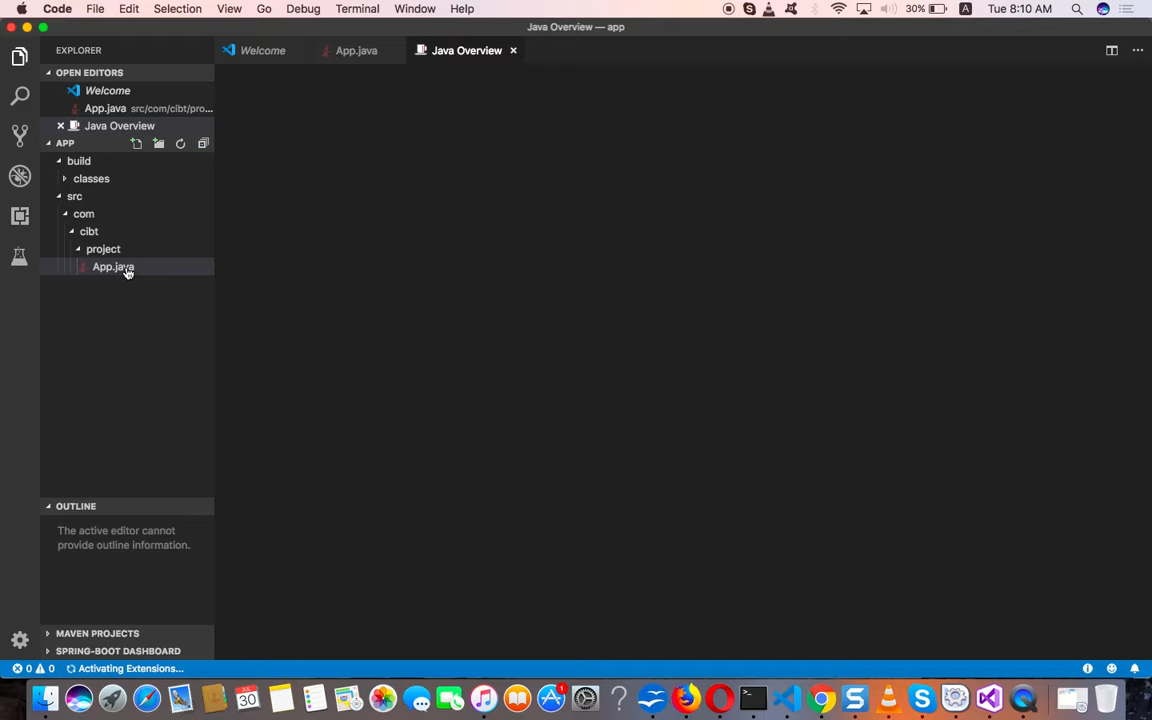 Code File Edit Selection View Go Debug Terminal Window Help 30% A Tue 8:10 AM
Java Overview — app
EXPLORER
Welcome App.java Java Overview
OPEN EDITORS
Welcome
App.java src/com/cibt/pro...
Java Overview
APP
build
classes
src
com
cibt
project
App.java
OUTLINE
The active editor cannot
provide outline information.
MAVEN PROJECTS
SPRING-BOOT DASHBOARD
0 0 Activating Extensions...
30
1